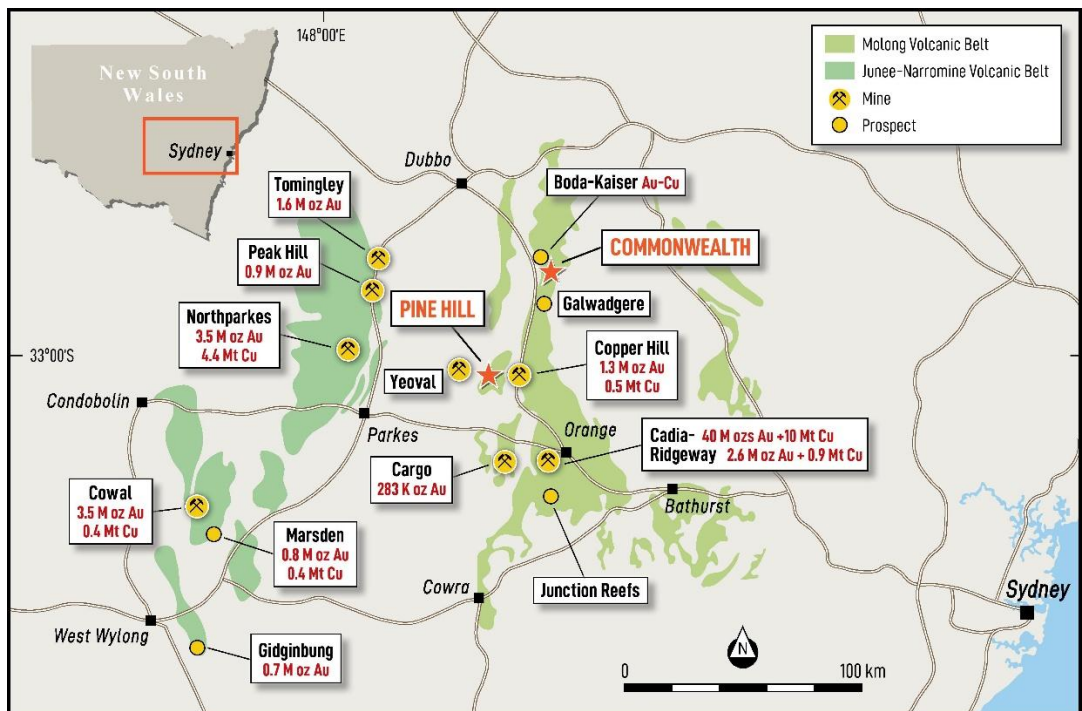 148°00'E
New South
Wales
Sydney
Molong Volcanic Belt
Junee-Narromine Volcanic Belt
Mine
Prospect
Dubbo
Tomingley
1.6 M oz Au
Boda-Kaiser Au-Cu
COMMONWEALTH
Peak Hill
0.9 M oz Au
PINE HILL
Galwadgere
Northparkes
3.5 M oz Au
4.4 Mt Cu
33°00'S
Yeoval
Copper Hill
1.3 M oz Au
0.5 Mt Cu
Condobolin
Parkes
Orange
Cadia- 40 M ozs Au +10 Mt Cu
Ridgeway 2.6 m oz Au + 0.9 Mt Cu
Cargo
283 K oz Au
Cowal
3.5 M oz Au
0.4 Mt Cu
Bathurst
Marsden
0.8 M oz Au
0.4 Mt Cu
Cowra
Junction Reefs
Sydney
West Wylong
Gidginbung
0.7 M oz Au
N
0
100 km